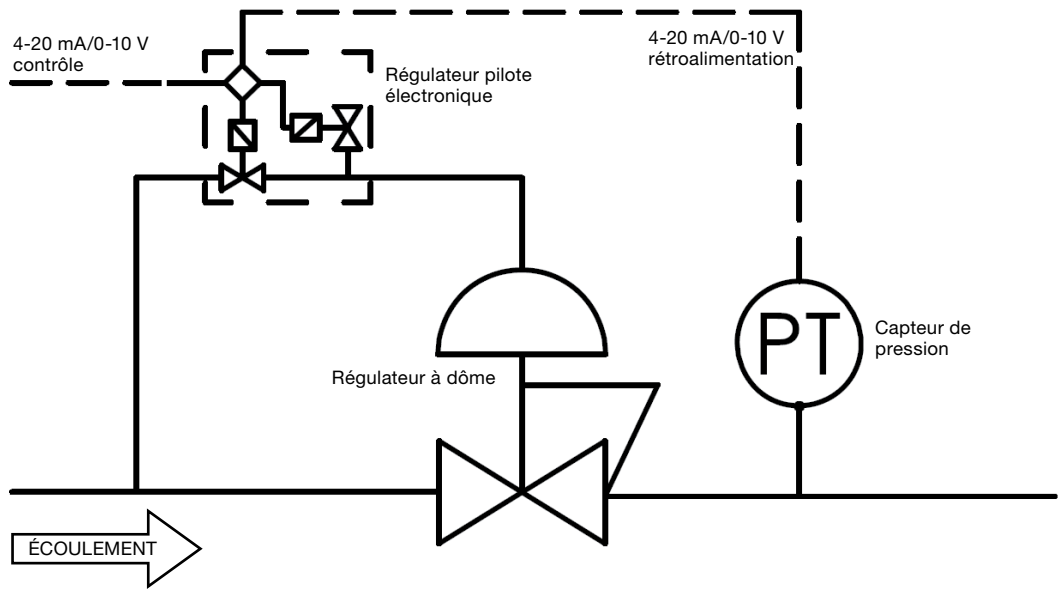 4-20 mA/0-10 V
contrôle
Régulateur pilote
électronique
4-20 mA/0-10 V
rétroalimentation
PT
Capteur de
pression
Régulateur à dôme
ÉCOULEMENT